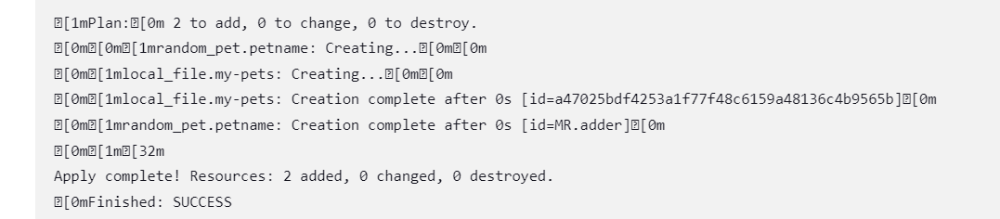 ␛[1mPlan:␛[0m 2 to add, 0 to change, 0 to destroy.
␛[0m␛[0m␛[1mrandom_pet.petname: Creating...␛[0m␛[0m
␛[0m␛[1mlocal_file.my-pets: Creating...␛[0m␛[0m
␛[0m␛[1mlocal_file.my-pets: Creation complete after 0s [id=a47025bdf4253a1f77f48c6159a48136c4b9565b]␛[0m
␛[0m␛[1mrandom_pet.petname: Creation complete after 0s [id=MR.adder]␛[0m
␛[0m␛[1m␛[32m
Apply complete! Resources: 2 added, 0 changed, 0 destroyed.
␛[0mFinished: SUCCESS